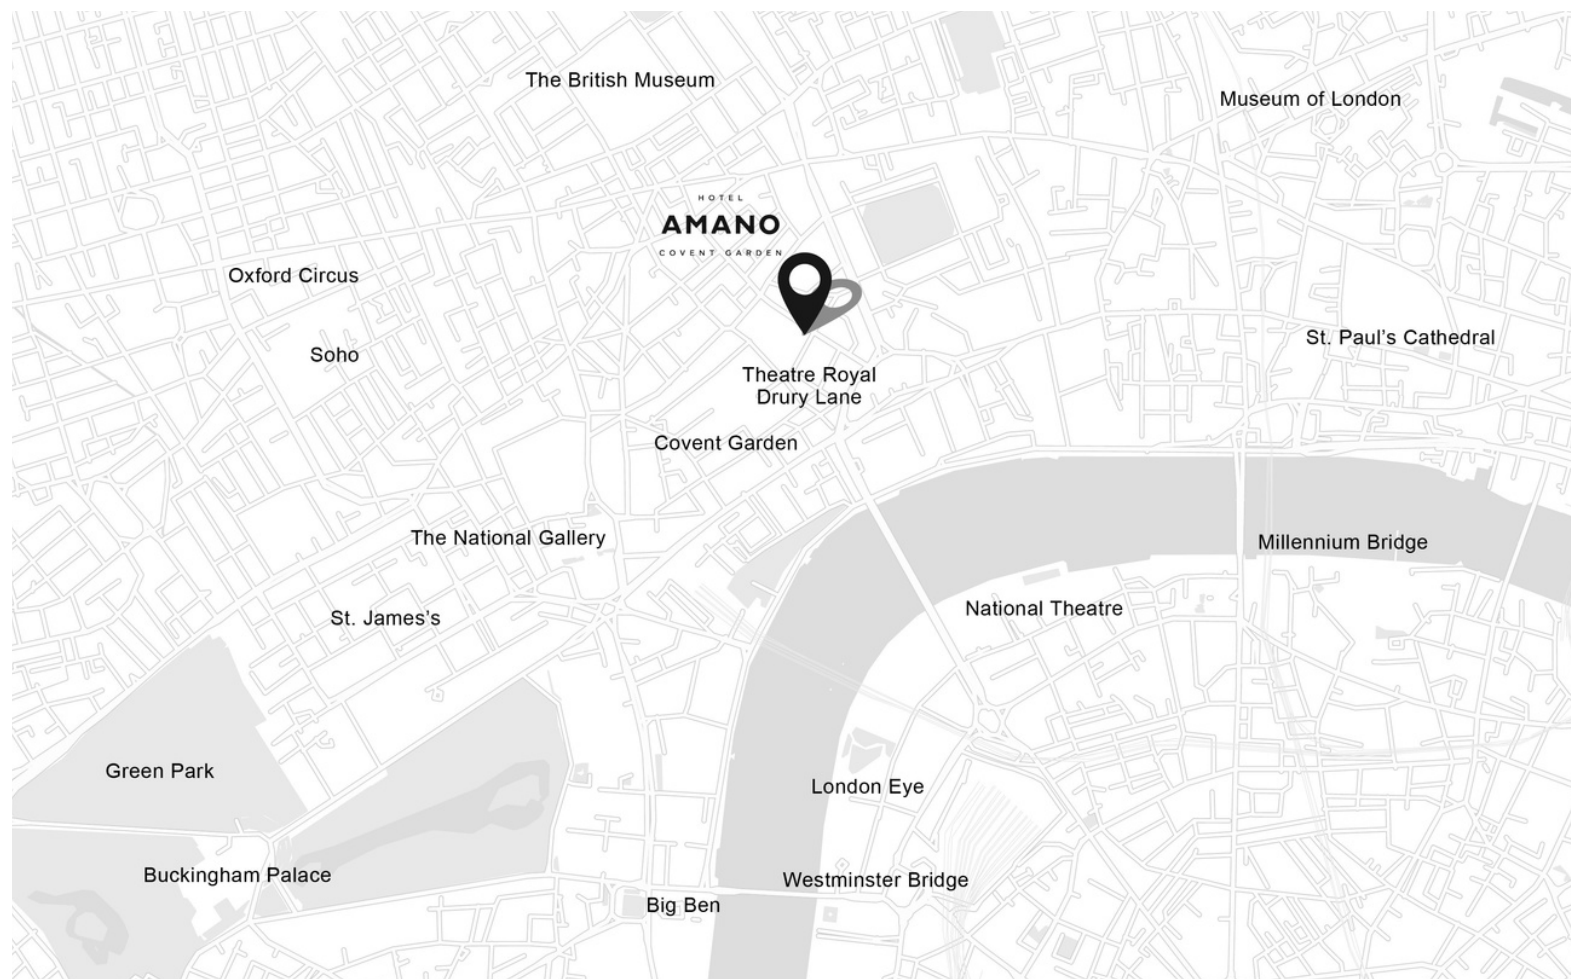 The British Museum
Museum of London
HOTEL
AMANO
COVENT GARDEN
Oxford Circus
St. Paul’s Cathedral
Soho
Theatre Royal
Drury Lane
Covent Garden
The National Gallery
Millennium Bridge
National Theatre
St. James’s
Green Park
London Eye
Buckingham Palace
Westminster Bridge
Big Ben